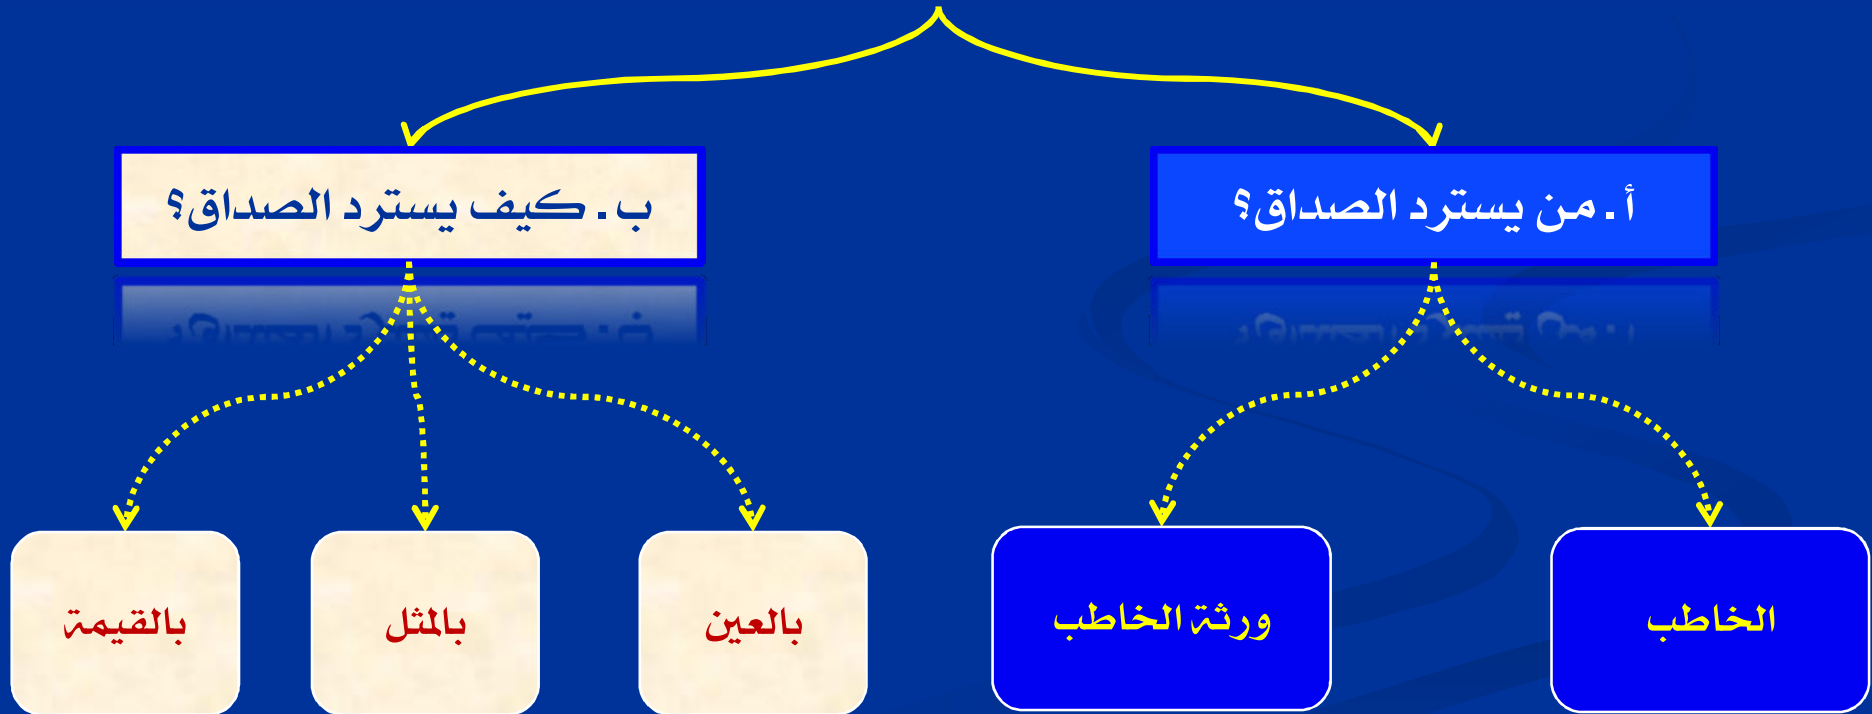 أ. من يسترد الصداق؟
ب. كيف يسترد الصداق؟
الخاطب
ورثة الخاطب
بالعين
بالمثل
بالقيمة